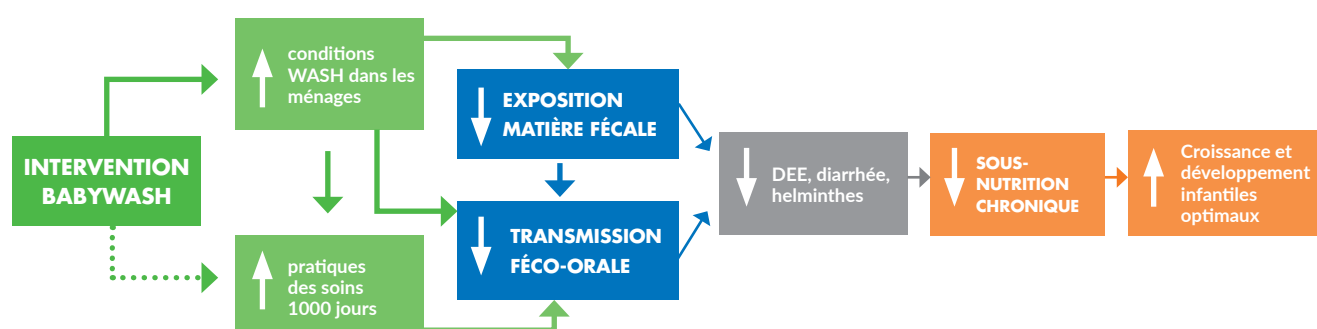 INTERVENTION
BABYWASH
conditions
WASH dans les
ménages
pratiques
des soins
1000 jours
EXPOSITION
MATIÈRE FÉCALE
TRANSMISSION
FÉCO-ORALE
DEE, diarrhée,
helminthes
SOUS-
NUTRITION
CHRONIQUE
Croissance et
développement
infantiles
optimaux